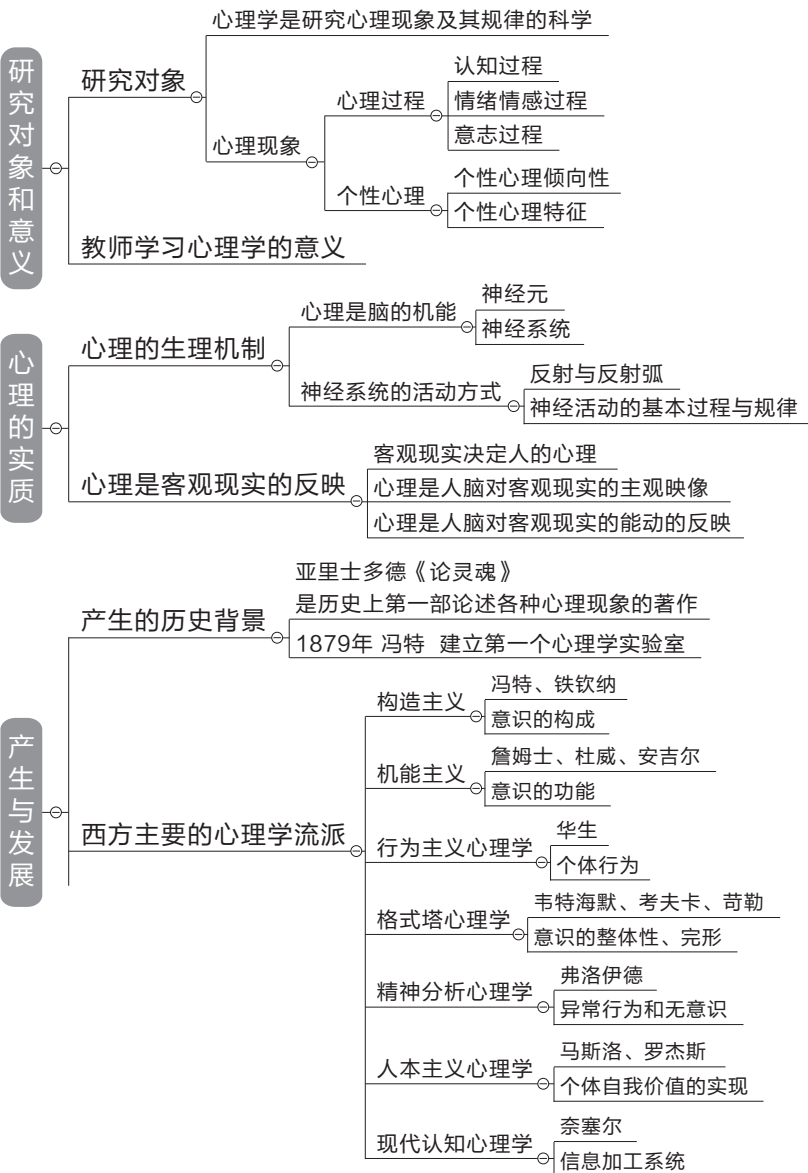 研究对象和意义
研究对象
心理学是研究心理现象及其规律的科学
心理现象
心理过程
认知过程
情绪情感过程
意志过程
个性心理
个性心理倾向性
个性心理特征
教师学习心理学的意义
心理的实质
心理的生理机制
心理是脑的机能
神经元
神经系统
神经系统的活动方式
反射与反射弧
神经活动的基本过程与规律
心理是客观现实的反映
客观现实决定人的心理
心理是人脑对客观现实的主观映像
心理是人脑对客观现实的能动的反映
产生与发展
产生的历史背景
亚里士多德《论灵魂》
是历史上第一部论述各种心理现象的著作
1879年 冯特 建立第一个心理学实验室
西方主要的心理学流派
构造主义
冯特、铁钦纳
意识的构成
机能主义
詹姆士、杜威、安吉尔
意识的功能
行为主义心理学
华生
个体行为
格式塔心理学
韦特海默、考夫卡、苛勒
意识的整体性、完形
精神分析心理学
弗洛伊德
异常行为和无意识
人本主义心理学
马斯洛、罗杰斯
个体自我价值的实现
现代认知心理学
奈塞尔
信息加工系统